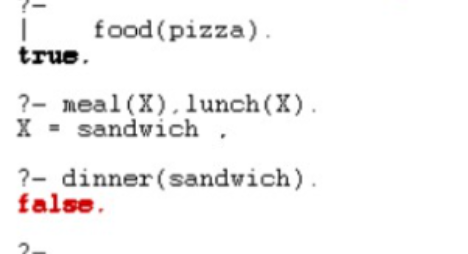 ?-
|    food(pizza).
true.
?- meal(X),lunch(X).
X = sandwich .
?- dinner(sandwich).
false.
?-